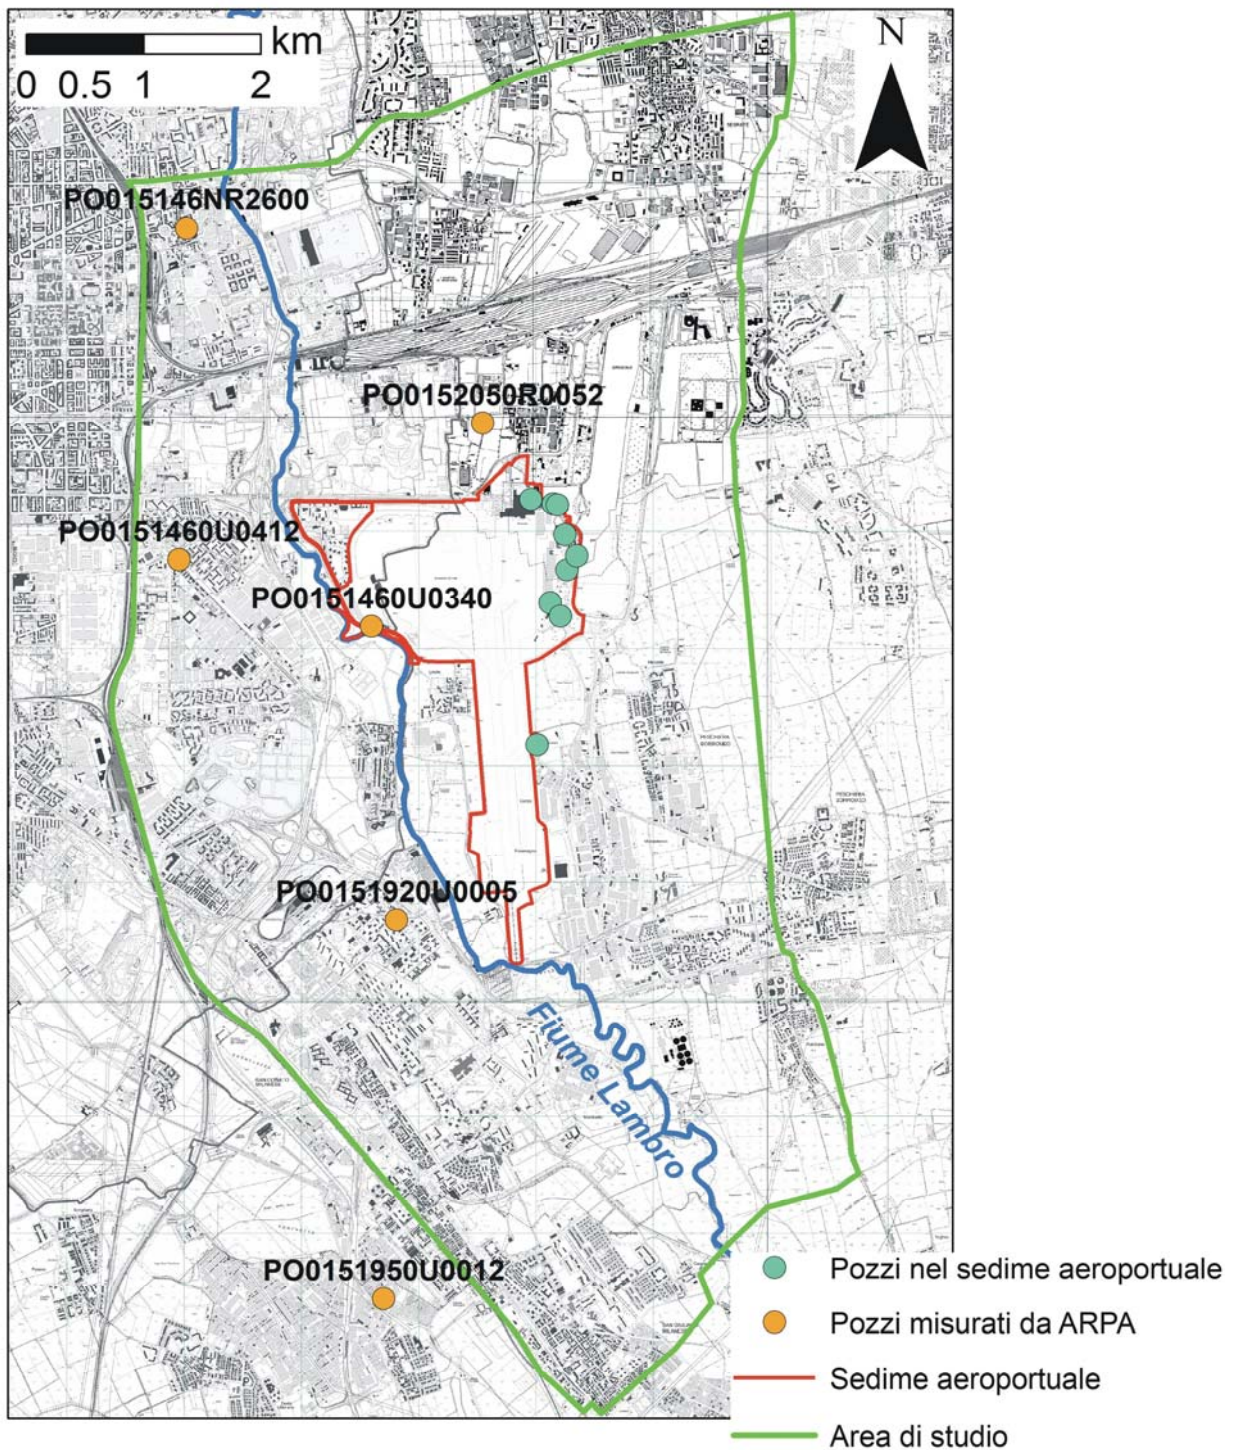 km
0 0.5 1 2
N
PO015146NR2600
PO0152050R0052
PO0151460U0412
PO0151460U0340
PO0151920U0005
Fiume Lambro
PO0151950U0012
Pozzi nel sedime aeroportuale
Pozzi misurati da ARPA
Sedime aeroportuale
Area di studio